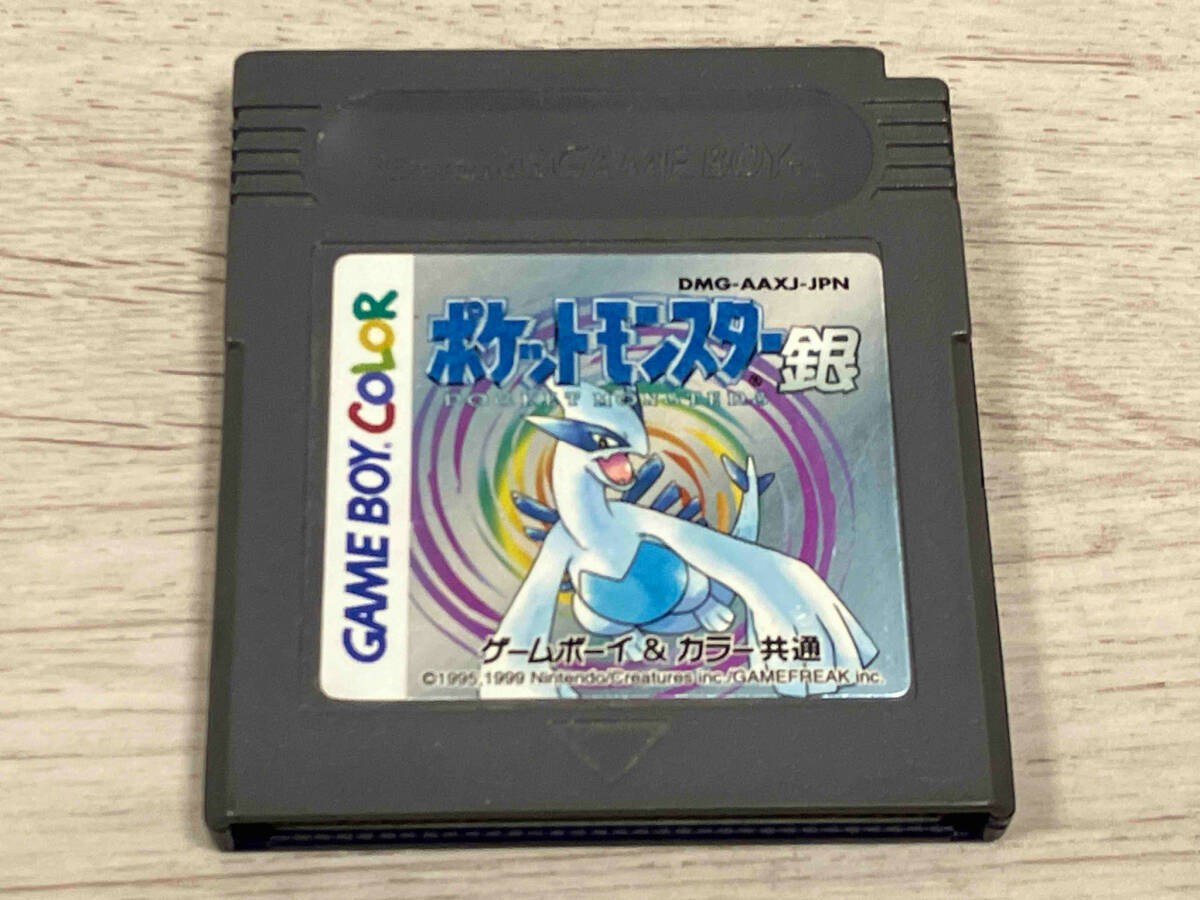 GAME BOY
GAME BOY COLOR
DMG-AAXJ-JPN
ポケットモンスター銀
POCKET MONSTERS
ゲームボーイ & カラー共通
©1995,1999 Nintendo/Creatures inc./GAMEFREAK inc.